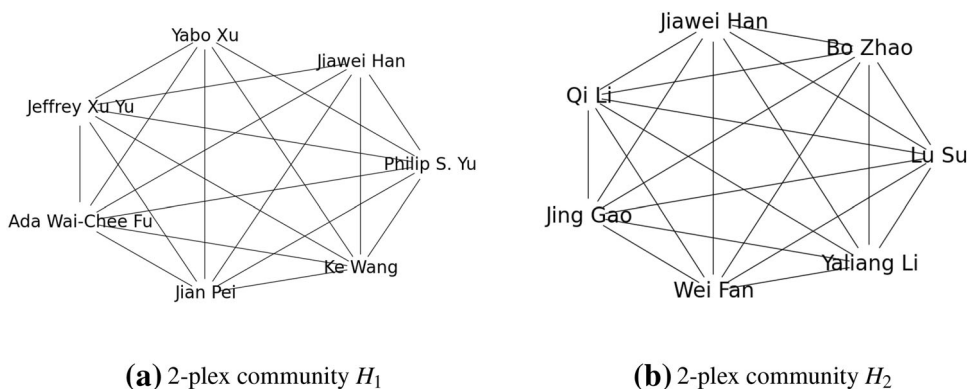 Yabo Xu
Jiawei Han
Jeffrey Xu Yu
Philip S. Yu
Ada Wai-Chee Fu
Ke Wang
Jian Pei
(a) 2-plex community H1
Jiawei Han
Bo Zhao
Qi Li
Lu Su
Jing Gao
Yaliang Li
Wei Fan
(b) 2-plex community H2